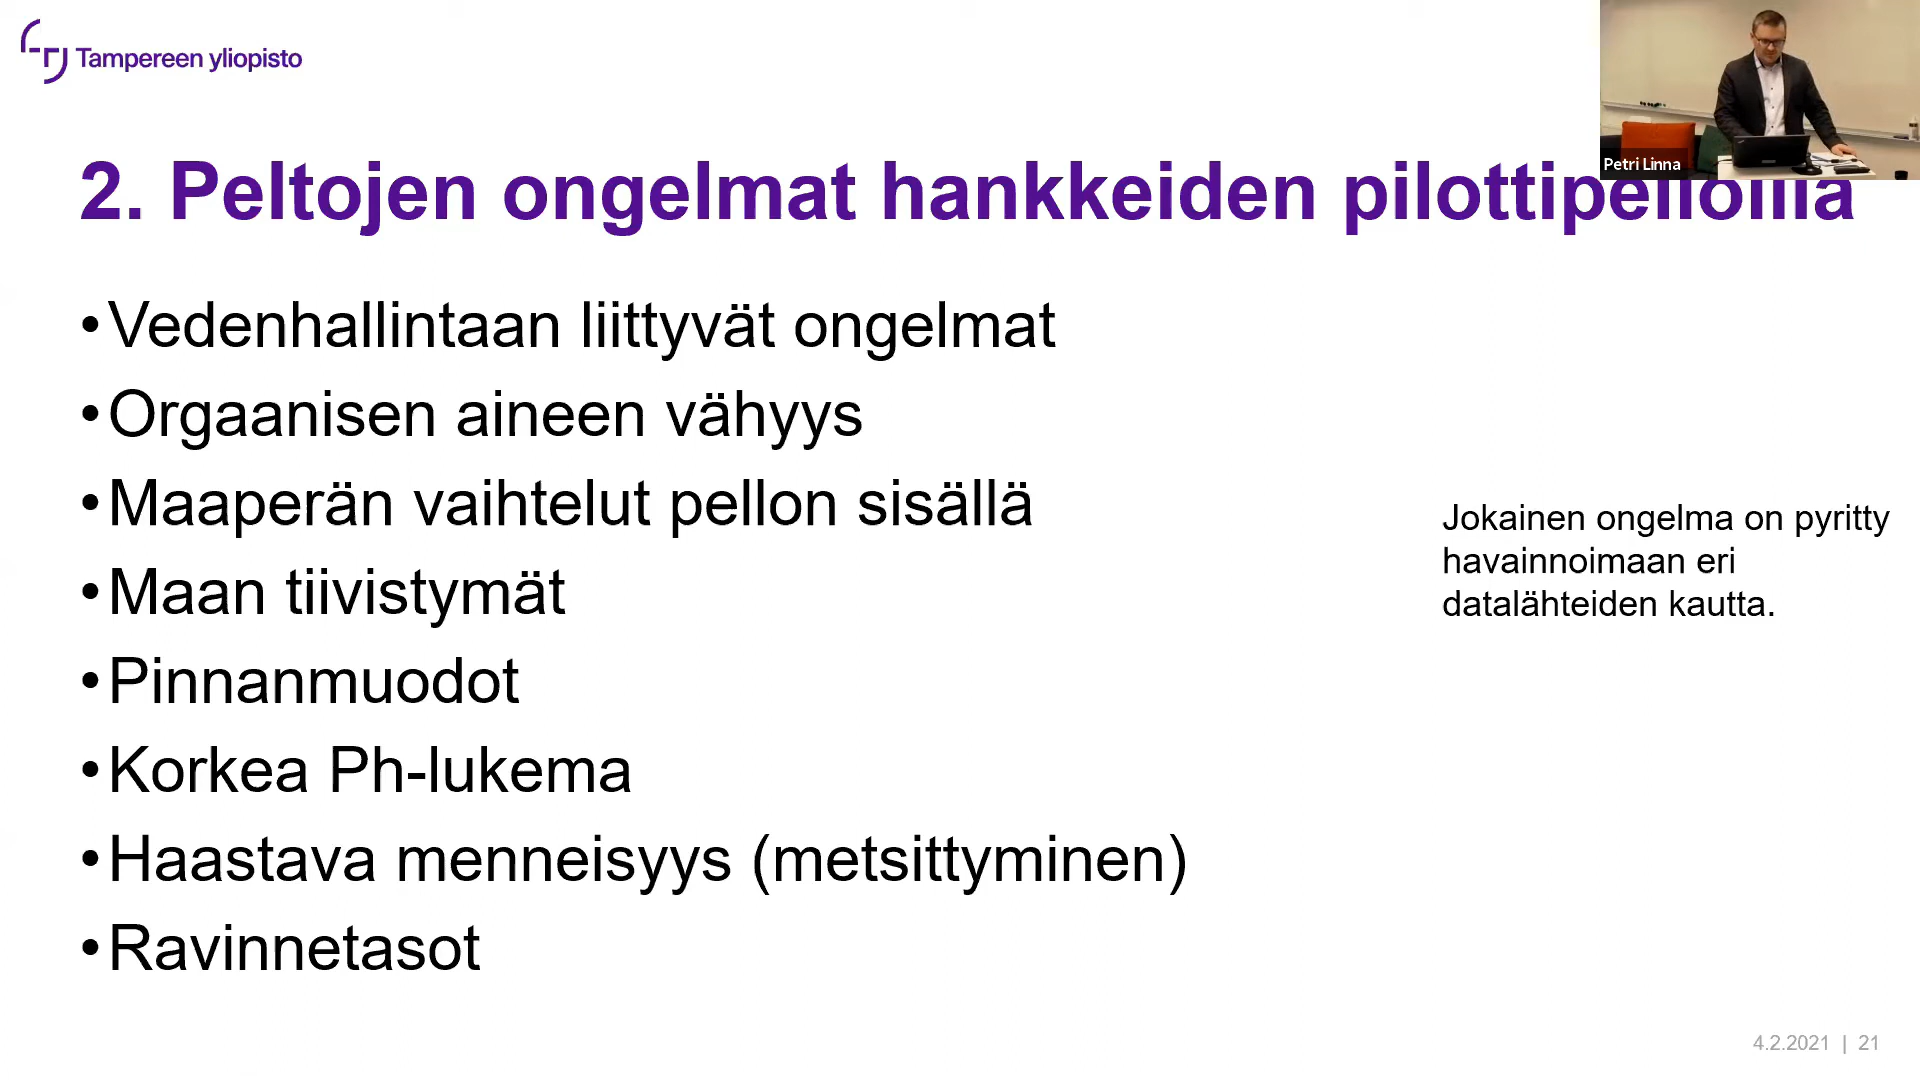 Tampereen yliopisto
Petri Linna
2. Peltojen ongelmat hankkeiden pilottipelloilla
•Vedenhallintaan liittyvät ongelmat
•Orgaanisen aineen vähyys
•Maaperän vaihtelut pellon sisällä
•Maan tiivistymät
•Pinnanmuodot
•Korkea Ph-lukema
•Haastava menneisyys (metsittyminen)
•Ravinnetasot
Jokainen ongelma on pyritty
havainnoimaan eri
datalähteiden kautta.
4.2.2021 | 21